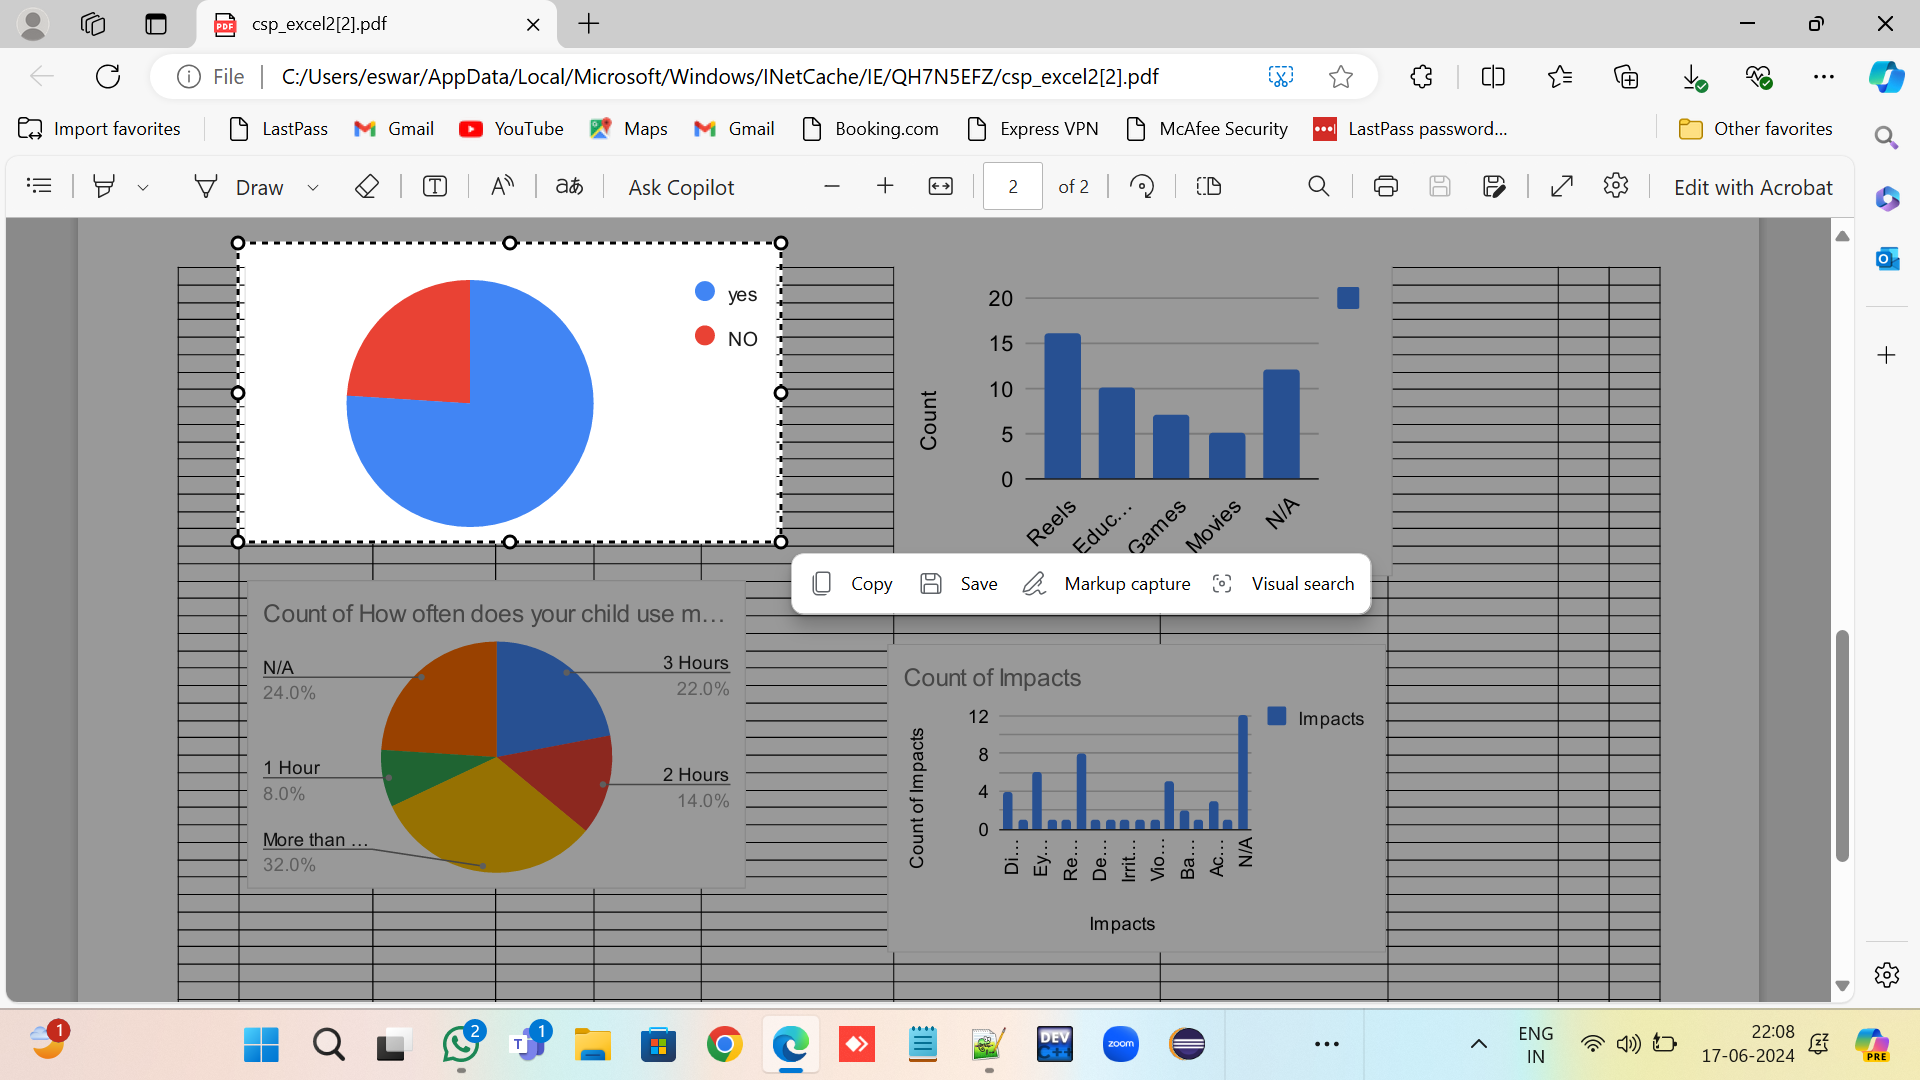 csp_excel2[2].pdf
File
C:/Users/eswar/AppData/Local/Microsoft/Windows/INetCache/IE/QH7N5EFZ/csp_excel2[2].pdf
Import favorites
LastPass
Gmail
YouTube
Maps
Gmail
Booking.com
Express VPN
McAfee Security
LastPass password...
Other favorites
Draw
Ask Copilot
2
of 2
Edit with Acrobat
yes
NO
20
15
10
5
0
Count
Reels
Educ...
Games
Movies
N/A
Copy
Save
Markup capture
Visual search
Count of How often does your child use m...
N/A
24.0%
3 Hours
22.0%
1 Hour
8.0%
2 Hours
14.0%
More than ...
32.0%
Count of Impacts
12
8
4
0
Count of Impacts
Impacts
Di...
Ey...
Re...
De...
Irrit...
Vio...
Ba...
Ac...
N/A
Impacts
1
2
1
DEV
C++
zoom
ENG
IN
22:08
17-06-2024
PRE